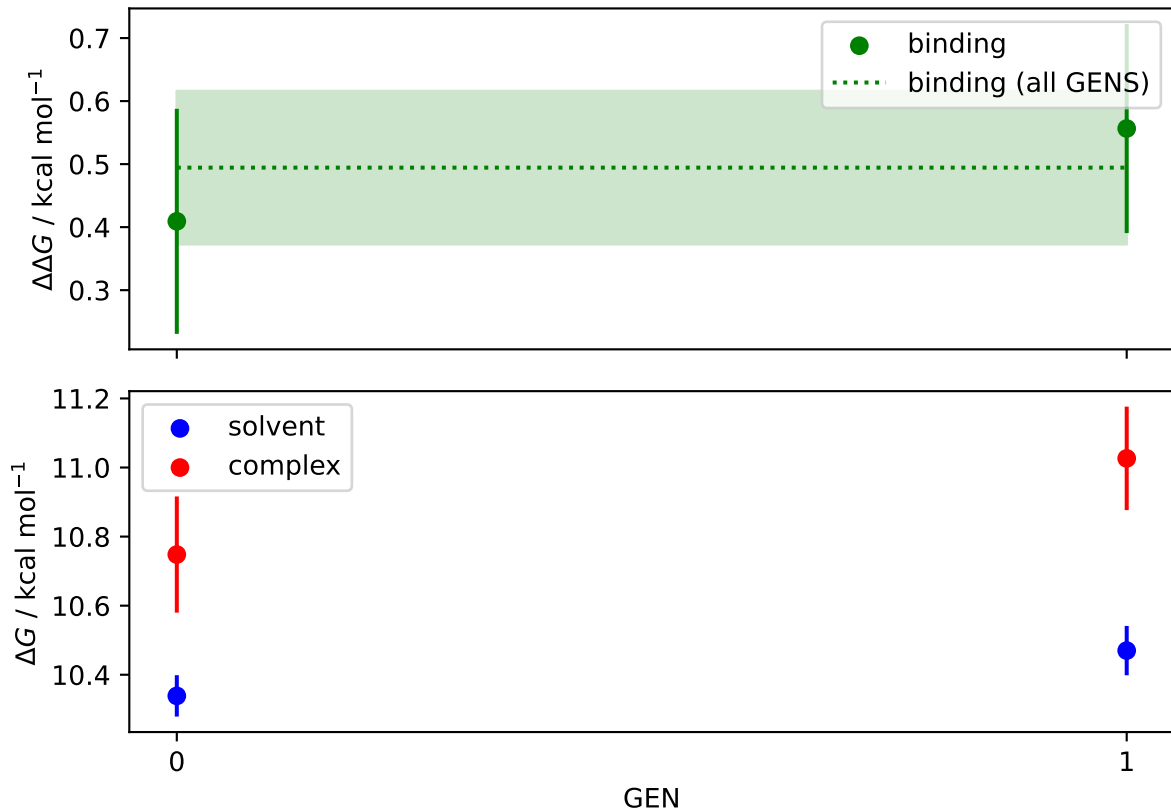 0.7
0.6
0.5
0.4
0.3
ΔΔG / kcal mol⁻¹
binding
binding (all GENS)
11.2
11.0
10.8
10.6
10.4
ΔG / kcal mol⁻¹
solvent
complex
0
1
GEN